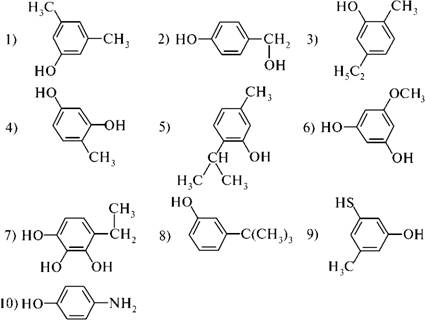 H₃C
1)
CH₃
HO
2) HO
CH₂
OH
3)
HO
CH₃
H₅C₂
4)
HO
OH
CH₃
5)
CH₃
CH
OH
H₃C
CH₃
6)
OCH₃
HO
OH
7)
CH₃
CH₂
HO
HO
OH
8)
HO
C(CH₃)₃
9)
HS
OH
H₃C
10) HO
NH₂